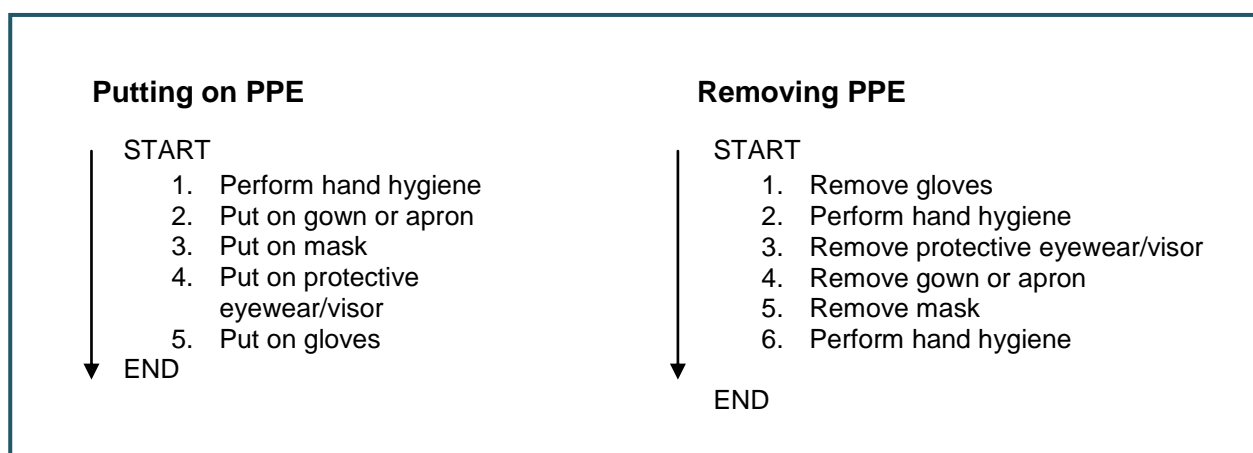 Putting on PPE
START
1. Perform hand hygiene
2. Put on gown or apron
3. Put on mask
4. Put on protective
eyewear/visor
5. Put on gloves
END
Removing PPE
START
1. Remove gloves
2. Perform hand hygiene
3. Remove protective eyewear/visor
4. Remove gown or apron
5. Remove mask
6. Perform hand hygiene
END